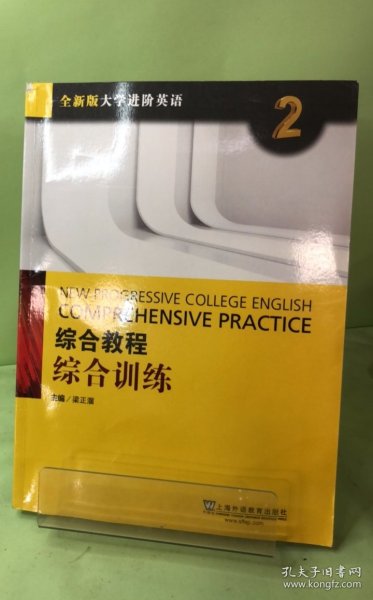 全新版大学进阶英语
2
NEW PROGRESSIVE COLLEGE ENGLISH
COMPREHENSIVE PRACTICE
综合教程
综合训练
主编/梁正溜
上海外语教育出版社
www.sflep.com
孔夫子旧书网
www.kongfz.com